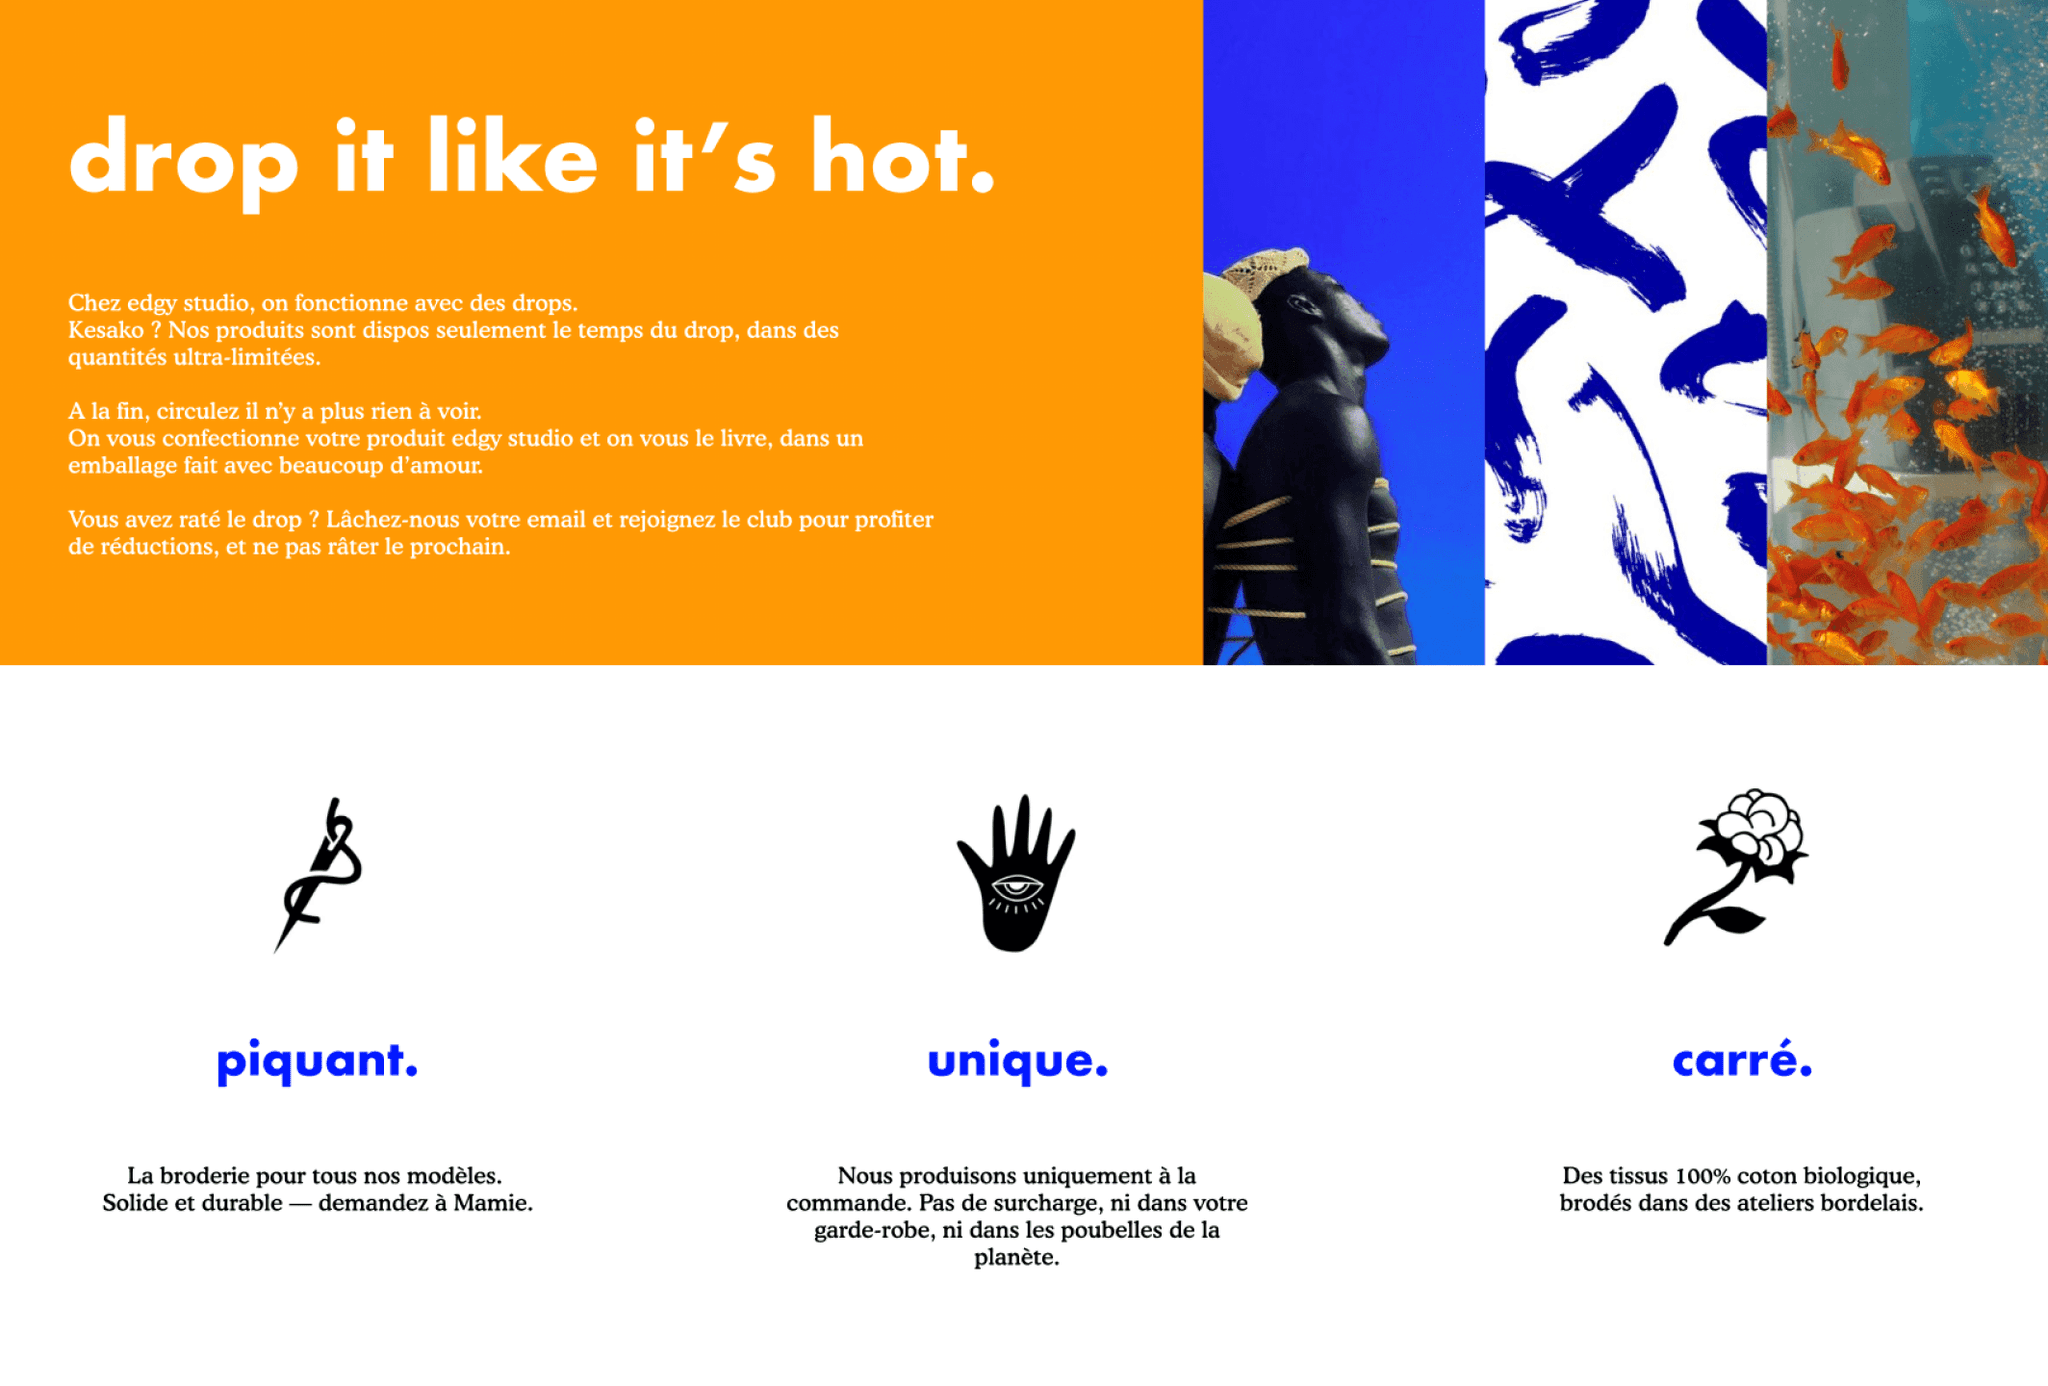 drop it like it’s hot.
Chez edgy studio, on fonctionne avec des drops.
Kesako ? Nos produits sont dispos seulement le temps du drop, dans des
quantités ultra-limitées.
A la fin, circulez il n’y a plus rien à voir.
On vous confectionne votre produit edgy studio et on vous le livre, dans un
emballage fait avec beaucoup d’amour.
Vous avez raté le drop ? Lâchez-nous votre email et rejoignez le club pour profiter
de réductions, et ne pas râter le prochain.
piquant.
La broderie pour tous nos modèles.
Solide et durable — demandez à Mamie.
unique.
Nous produisons uniquement à la
commande. Pas de surcharge, ni dans votre
garde-robe, ni dans les poubelles de la
planète.
carré.
Des tissus 100% coton biologique,
brodés dans des ateliers bordelais.